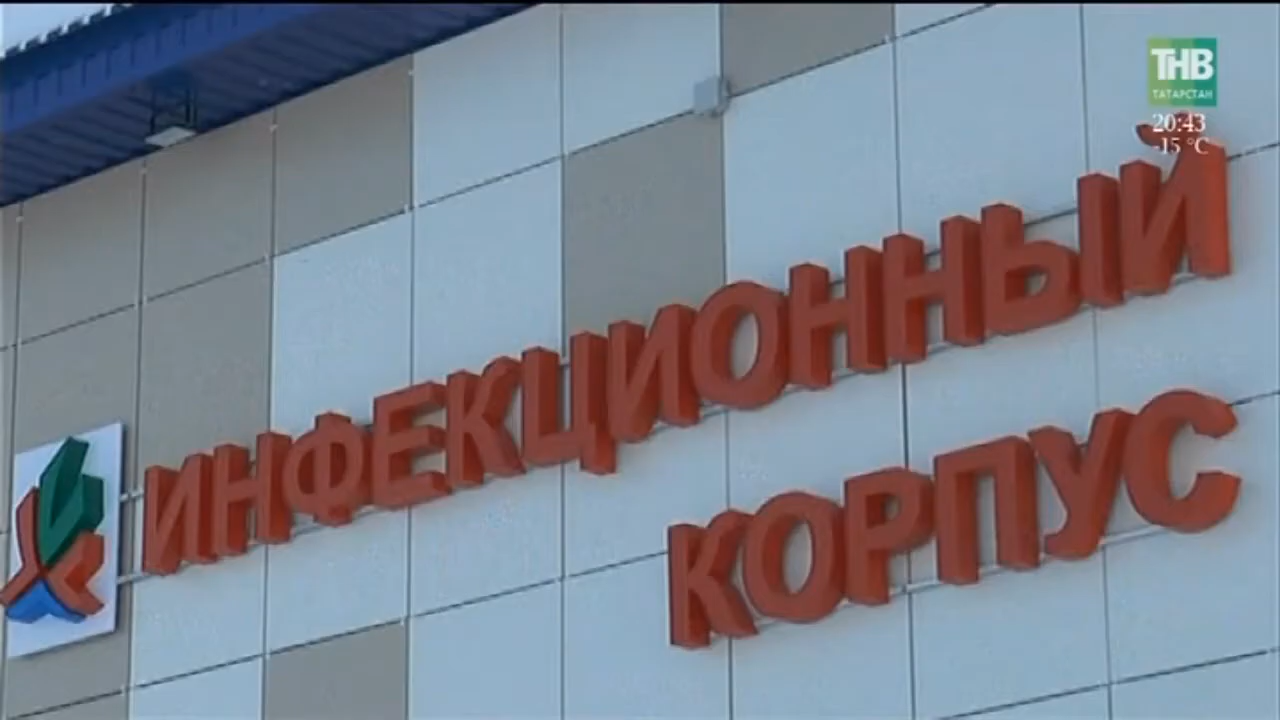 ТНВ
ТАТАРСТАН
20:43
-15 °C
ИНФЕКЦИОННЫЙ
КОРПУС